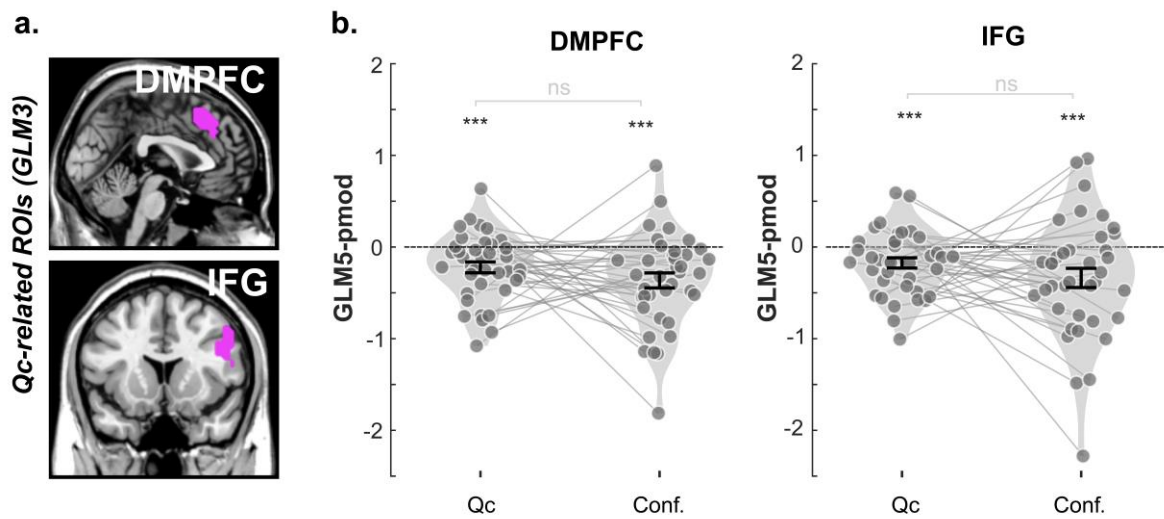 a.
Qc-related ROIs (GLM3)
DMPFC
IFG
b.
DMPFC
GLM5-pmod
2
1
0
-1
-2
ns
***
***
Qc
Conf.
IFG
GLM5-pmod
2
1
0
-1
-2
ns
***
***
Qc
Conf.